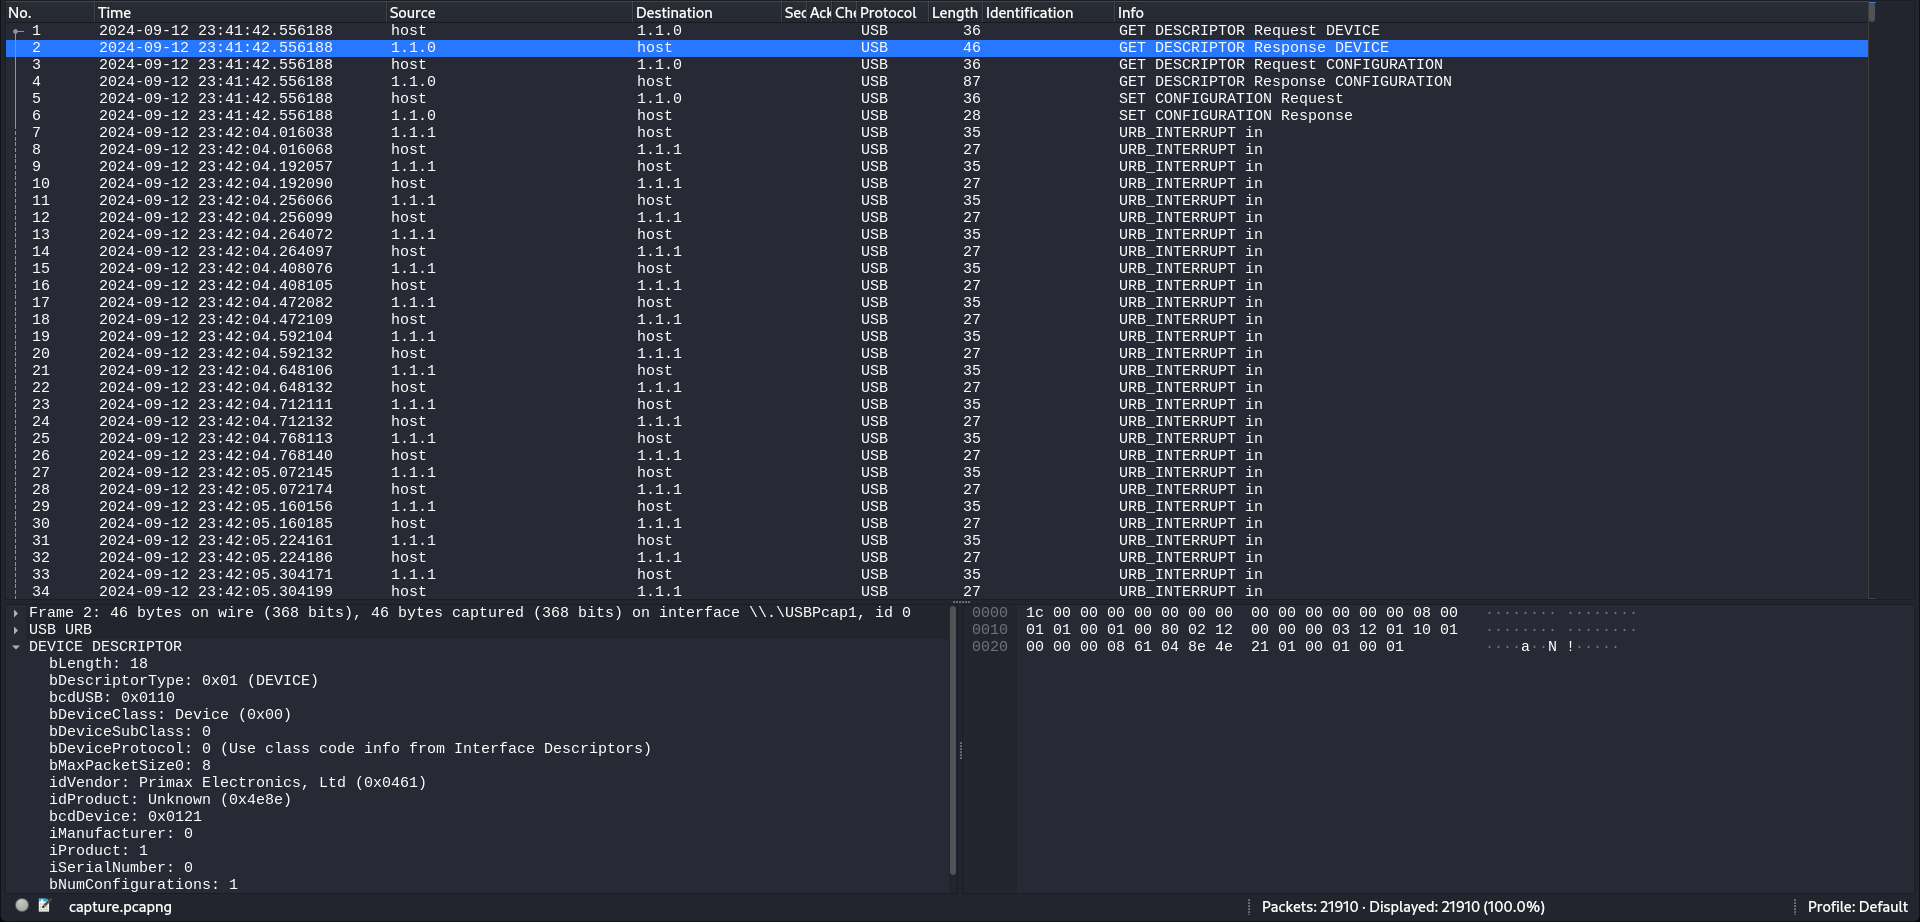 No. Time Source Destination Sec Ack Che Protocol Length Identification Info
1 2024-09-12 23:41:42.556188 host 1.1.0 USB 36 GET DESCRIPTOR Request DEVICE
2 2024-09-12 23:41:42.556188 1.1.0 host USB 46 GET DESCRIPTOR Response DEVICE
3 2024-09-12 23:41:42.556188 host 1.1.0 USB 36 GET DESCRIPTOR Request CONFIGURATION
4 2024-09-12 23:41:42.556188 1.1.0 host USB 87 GET DESCRIPTOR Response CONFIGURATION
5 2024-09-12 23:41:42.556188 host 1.1.0 USB 36 SET CONFIGURATION Request
6 2024-09-12 23:41:42.556188 1.1.0 host USB 28 SET CONFIGURATION Response
7 2024-09-12 23:42:04.016038 1.1.1 host USB 35 URB_INTERRUPT in
8 2024-09-12 23:42:04.016068 host 1.1.1 USB 27 URB_INTERRUPT in
9 2024-09-12 23:42:04.192057 1.1.1 host USB 35 URB_INTERRUPT in
10 2024-09-12 23:42:04.192090 host 1.1.1 USB 27 URB_INTERRUPT in
11 2024-09-12 23:42:04.256066 1.1.1 host USB 35 URB_INTERRUPT in
12 2024-09-12 23:42:04.256099 host 1.1.1 USB 27 URB_INTERRUPT in
13 2024-09-12 23:42:04.264072 1.1.1 host USB 35 URB_INTERRUPT in
14 2024-09-12 23:42:04.264097 host 1.1.1 USB 27 URB_INTERRUPT in
15 2024-09-12 23:42:04.408076 1.1.1 host USB 35 URB_INTERRUPT in
16 2024-09-12 23:42:04.408105 host 1.1.1 USB 27 URB_INTERRUPT in
17 2024-09-12 23:42:04.472082 1.1.1 host USB 35 URB_INTERRUPT in
18 2024-09-12 23:42:04.472109 host 1.1.1 USB 27 URB_INTERRUPT in
19 2024-09-12 23:42:04.592104 1.1.1 host USB 35 URB_INTERRUPT in
20 2024-09-12 23:42:04.592132 host 1.1.1 USB 27 URB_INTERRUPT in
21 2024-09-12 23:42:04.648106 1.1.1 host USB 35 URB_INTERRUPT in
22 2024-09-12 23:42:04.648132 host 1.1.1 USB 27 URB_INTERRUPT in
23 2024-09-12 23:42:04.712111 1.1.1 host USB 35 URB_INTERRUPT in
24 2024-09-12 23:42:04.712132 host 1.1.1 USB 27 URB_INTERRUPT in
25 2024-09-12 23:42:04.768113 1.1.1 host USB 35 URB_INTERRUPT in
26 2024-09-12 23:42:04.768140 host 1.1.1 USB 27 URB_INTERRUPT in
27 2024-09-12 23:42:05.072145 1.1.1 host USB 35 URB_INTERRUPT in
28 2024-09-12 23:42:05.072174 host 1.1.1 USB 27 URB_INTERRUPT in
29 2024-09-12 23:42:05.160156 1.1.1 host USB 35 URB_INTERRUPT in
30 2024-09-12 23:42:05.160185 host 1.1.1 USB 27 URB_INTERRUPT in
31 2024-09-12 23:42:05.224161 1.1.1 host USB 35 URB_INTERRUPT in
32 2024-09-12 23:42:05.224186 host 1.1.1 USB 27 URB_INTERRUPT in
33 2024-09-12 23:42:05.304171 1.1.1 host USB 35 URB_INTERRUPT in
34 2024-09-12 23:42:05.304199 host 1.1.1 USB 27 URB_INTERRUPT in
Frame 2: 46 bytes on wire (368 bits), 46 bytes captured (368 bits) on interface \\.\USBPcap1, id 0
USB URB
DEVICE DESCRIPTOR
bLength: 18
bDescriptorType: 0x01 (DEVICE)
bcdUSB: 0x0110
bDeviceClass: Device (0x00)
bDeviceSubClass: 0
bDeviceProtocol: 0 (Use class code info from Interface Descriptors)
bMaxPacketSize0: 8
idVendor: Primax Electronics, Ltd (0x0461)
idProduct: Unknown (0x4e8e)
bcdDevice: 0x0121
iManufacturer: 0
iProduct: 1
iSerialNumber: 0
bNumConfigurations: 1
0000 1c 00 00 00 00 00 00 00 00 00 00 00 00 00 08 00 ········ ········
0010 01 01 00 01 00 80 02 12 00 00 00 03 12 01 10 01 ········ ········
0020 00 00 00 08 61 04 8e 4e 21 01 00 01 00 01 ····a··N !·····
capture.pcapng
Packets: 21910 · Displayed: 21910 (100.0%)
Profile: Default